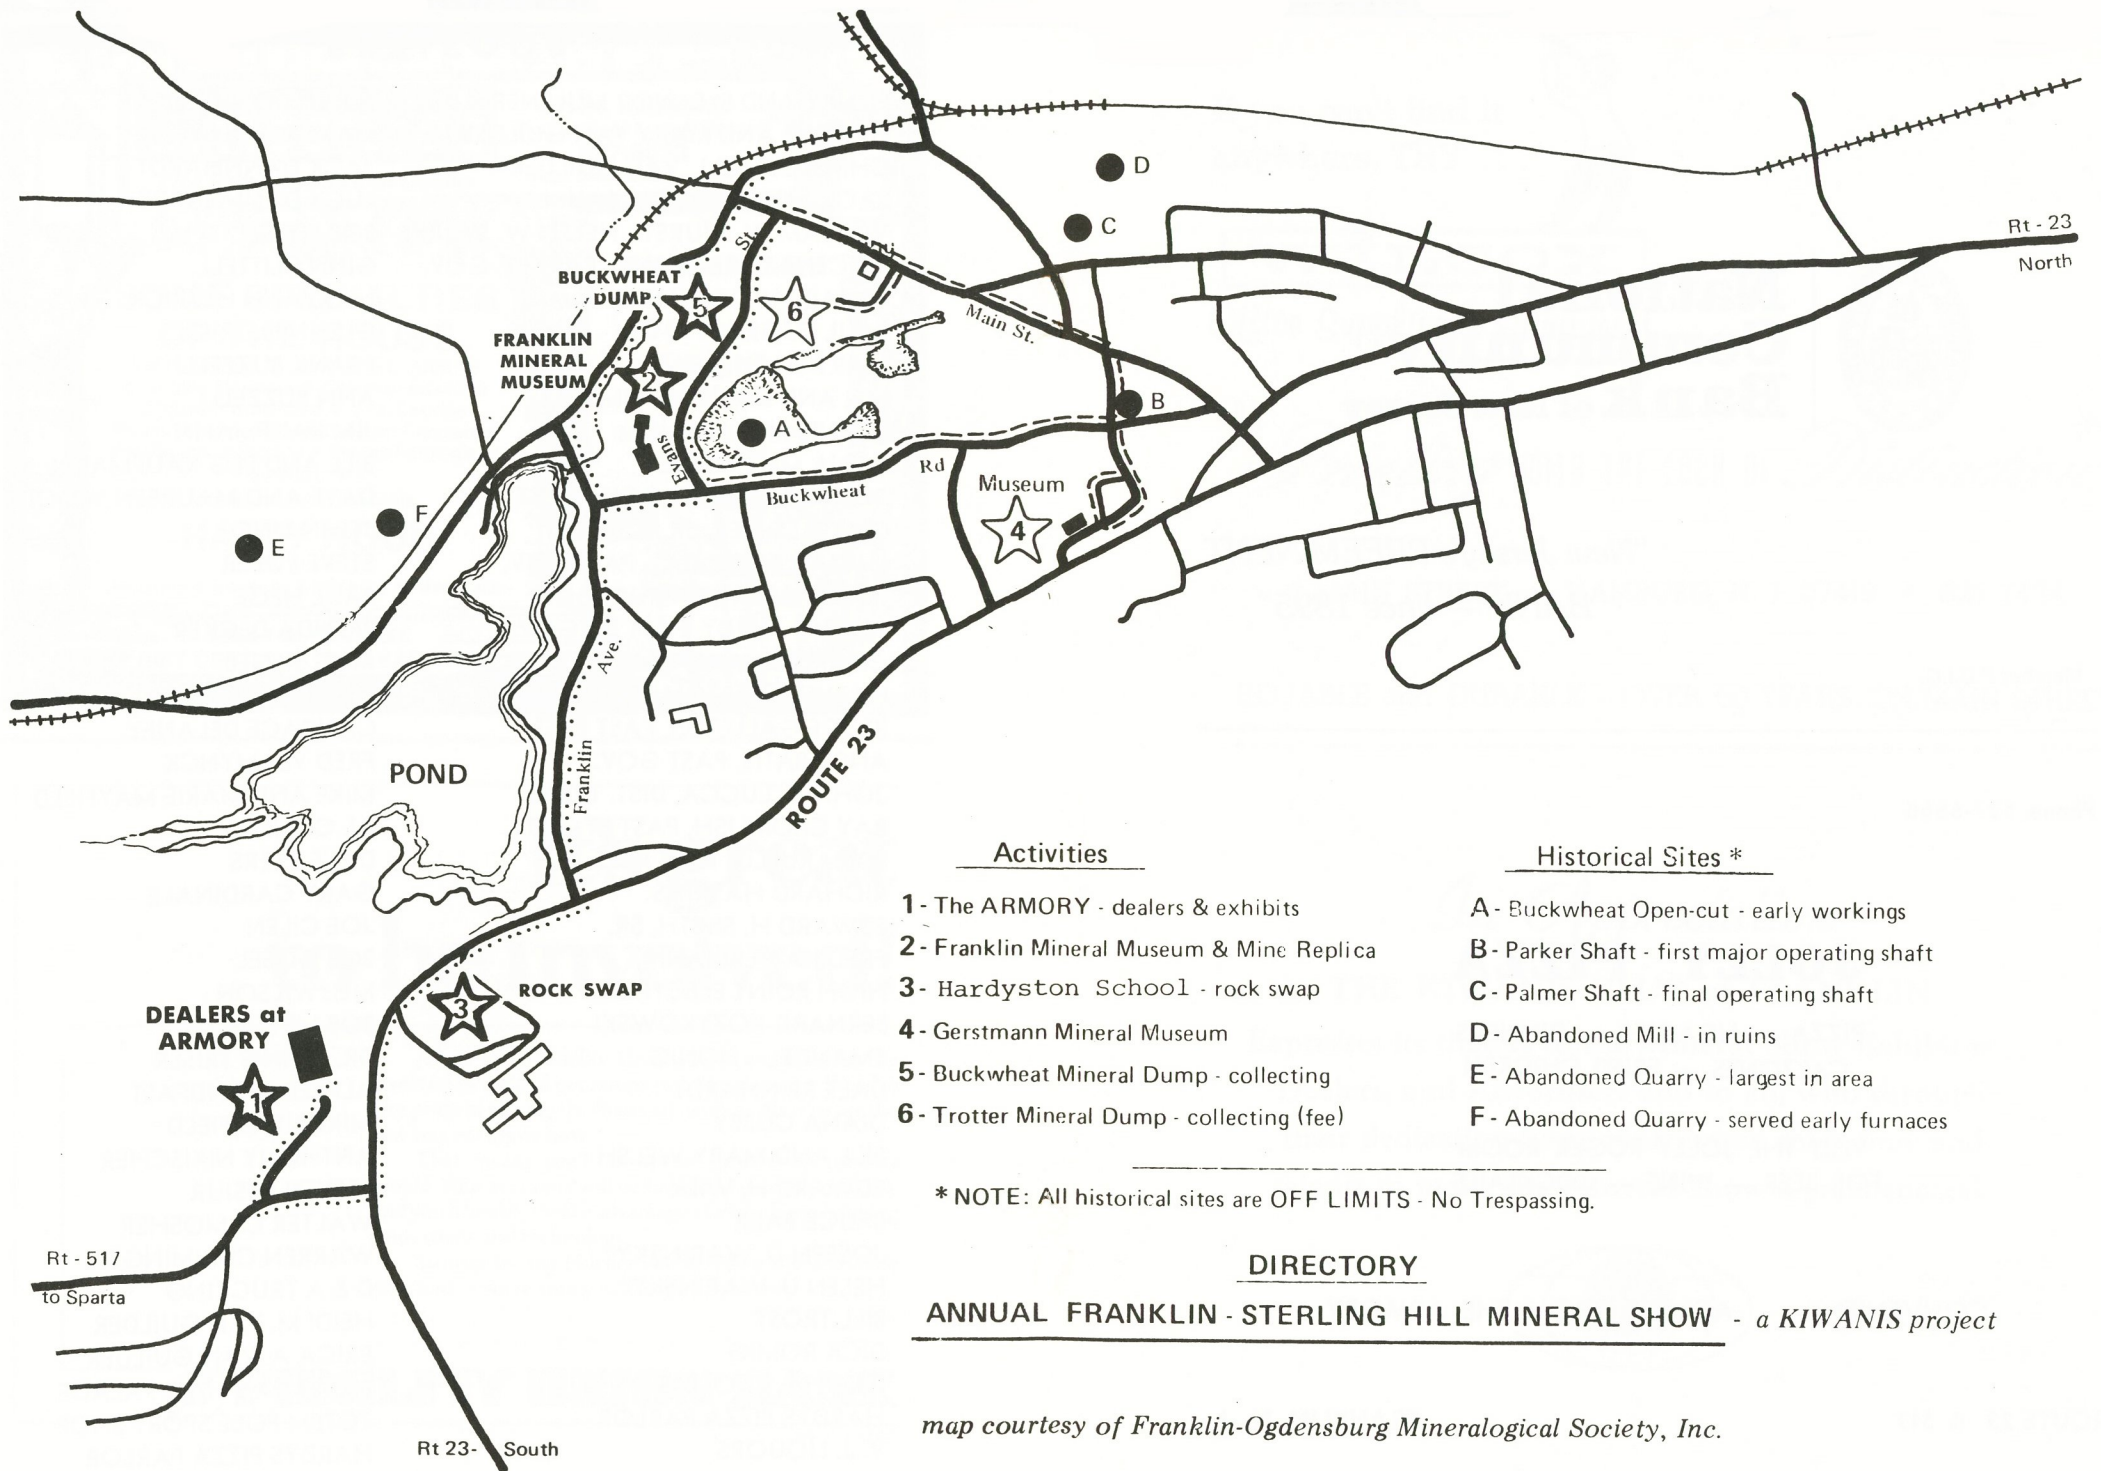 D
C
Rt - 23
North
St.
BUCKWHEAT
DUMP
5
6
FRANKLIN
MINERAL
MUSEUM
2
Main St.
A
B
Evans
Rd
Buckwheat
Museum
4
F
E
Ave.
Franklin
POND
ROUTE 23
3
ROCK SWAP
DEALERS at
ARMORY
1
Rt - 517
to Sparta
Rt 23- South
Activities
1 - The ARMORY - dealers & exhibits
2 - Franklin Mineral Museum & Mine Replica
3 - Hardyston School - rock swap
4 - Gerstmann Mineral Museum
5 - Buckwheat Mineral Dump - collecting
6 - Trotter Mineral Dump - collecting (fee)
Historical Sites *
A - Buckwheat Open-cut - early workings
B - Parker Shaft - first major operating shaft
C - Palmer Shaft - final operating shaft
D - Abandoned Mill - in ruins
E - Abandoned Quarry - largest in area
F - Abandoned Quarry - served early furnaces
* NOTE: All historical sites are OFF LIMITS - No Trespassing.
DIRECTORY
ANNUAL FRANKLIN - STERLING HILL MINERAL SHOW - a KIWANIS project
map courtesy of Franklin-Ogdensburg Mineralogical Society, Inc.